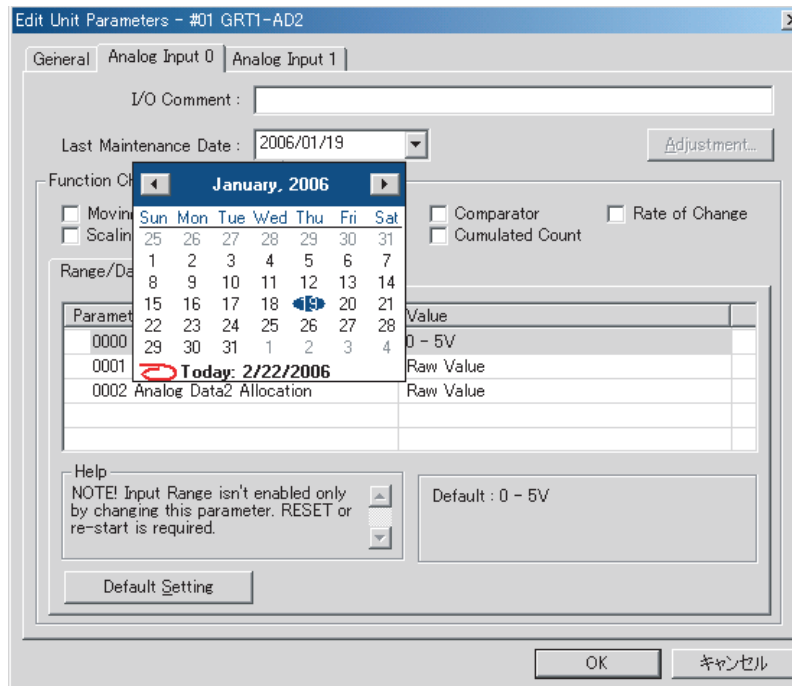 Edit Unit Parameters - #01 GRT1-AD2
General Analog Input 0 Analog Input 1
I/O Comment :
Last Maintenance Date : 2006/01/19 Adjustment...
January, 2006
Comparator Rate of Change
Cumulated Count
Sun Mon Tue Wed Thu Fri Sat
25 26 27 28 29 30 31
1 2 3 4 5 6 7
8 9 10 11 12 13 14
15 16 17 18 19 20 21
22 23 24 25 26 27 28
29 30 31 1 2 3 4
Today: 2/22/2006
Function
Range/Da
Value
0000 0 - 5V
0001 Raw Value
0002 Analog Data2 Allocation Raw Value
Help
NOTE! Input Range isn't enabled only
by changing this parameter. RESET or
re-start is required.
Default : 0 - 5V
Default Setting
OK キャンセル